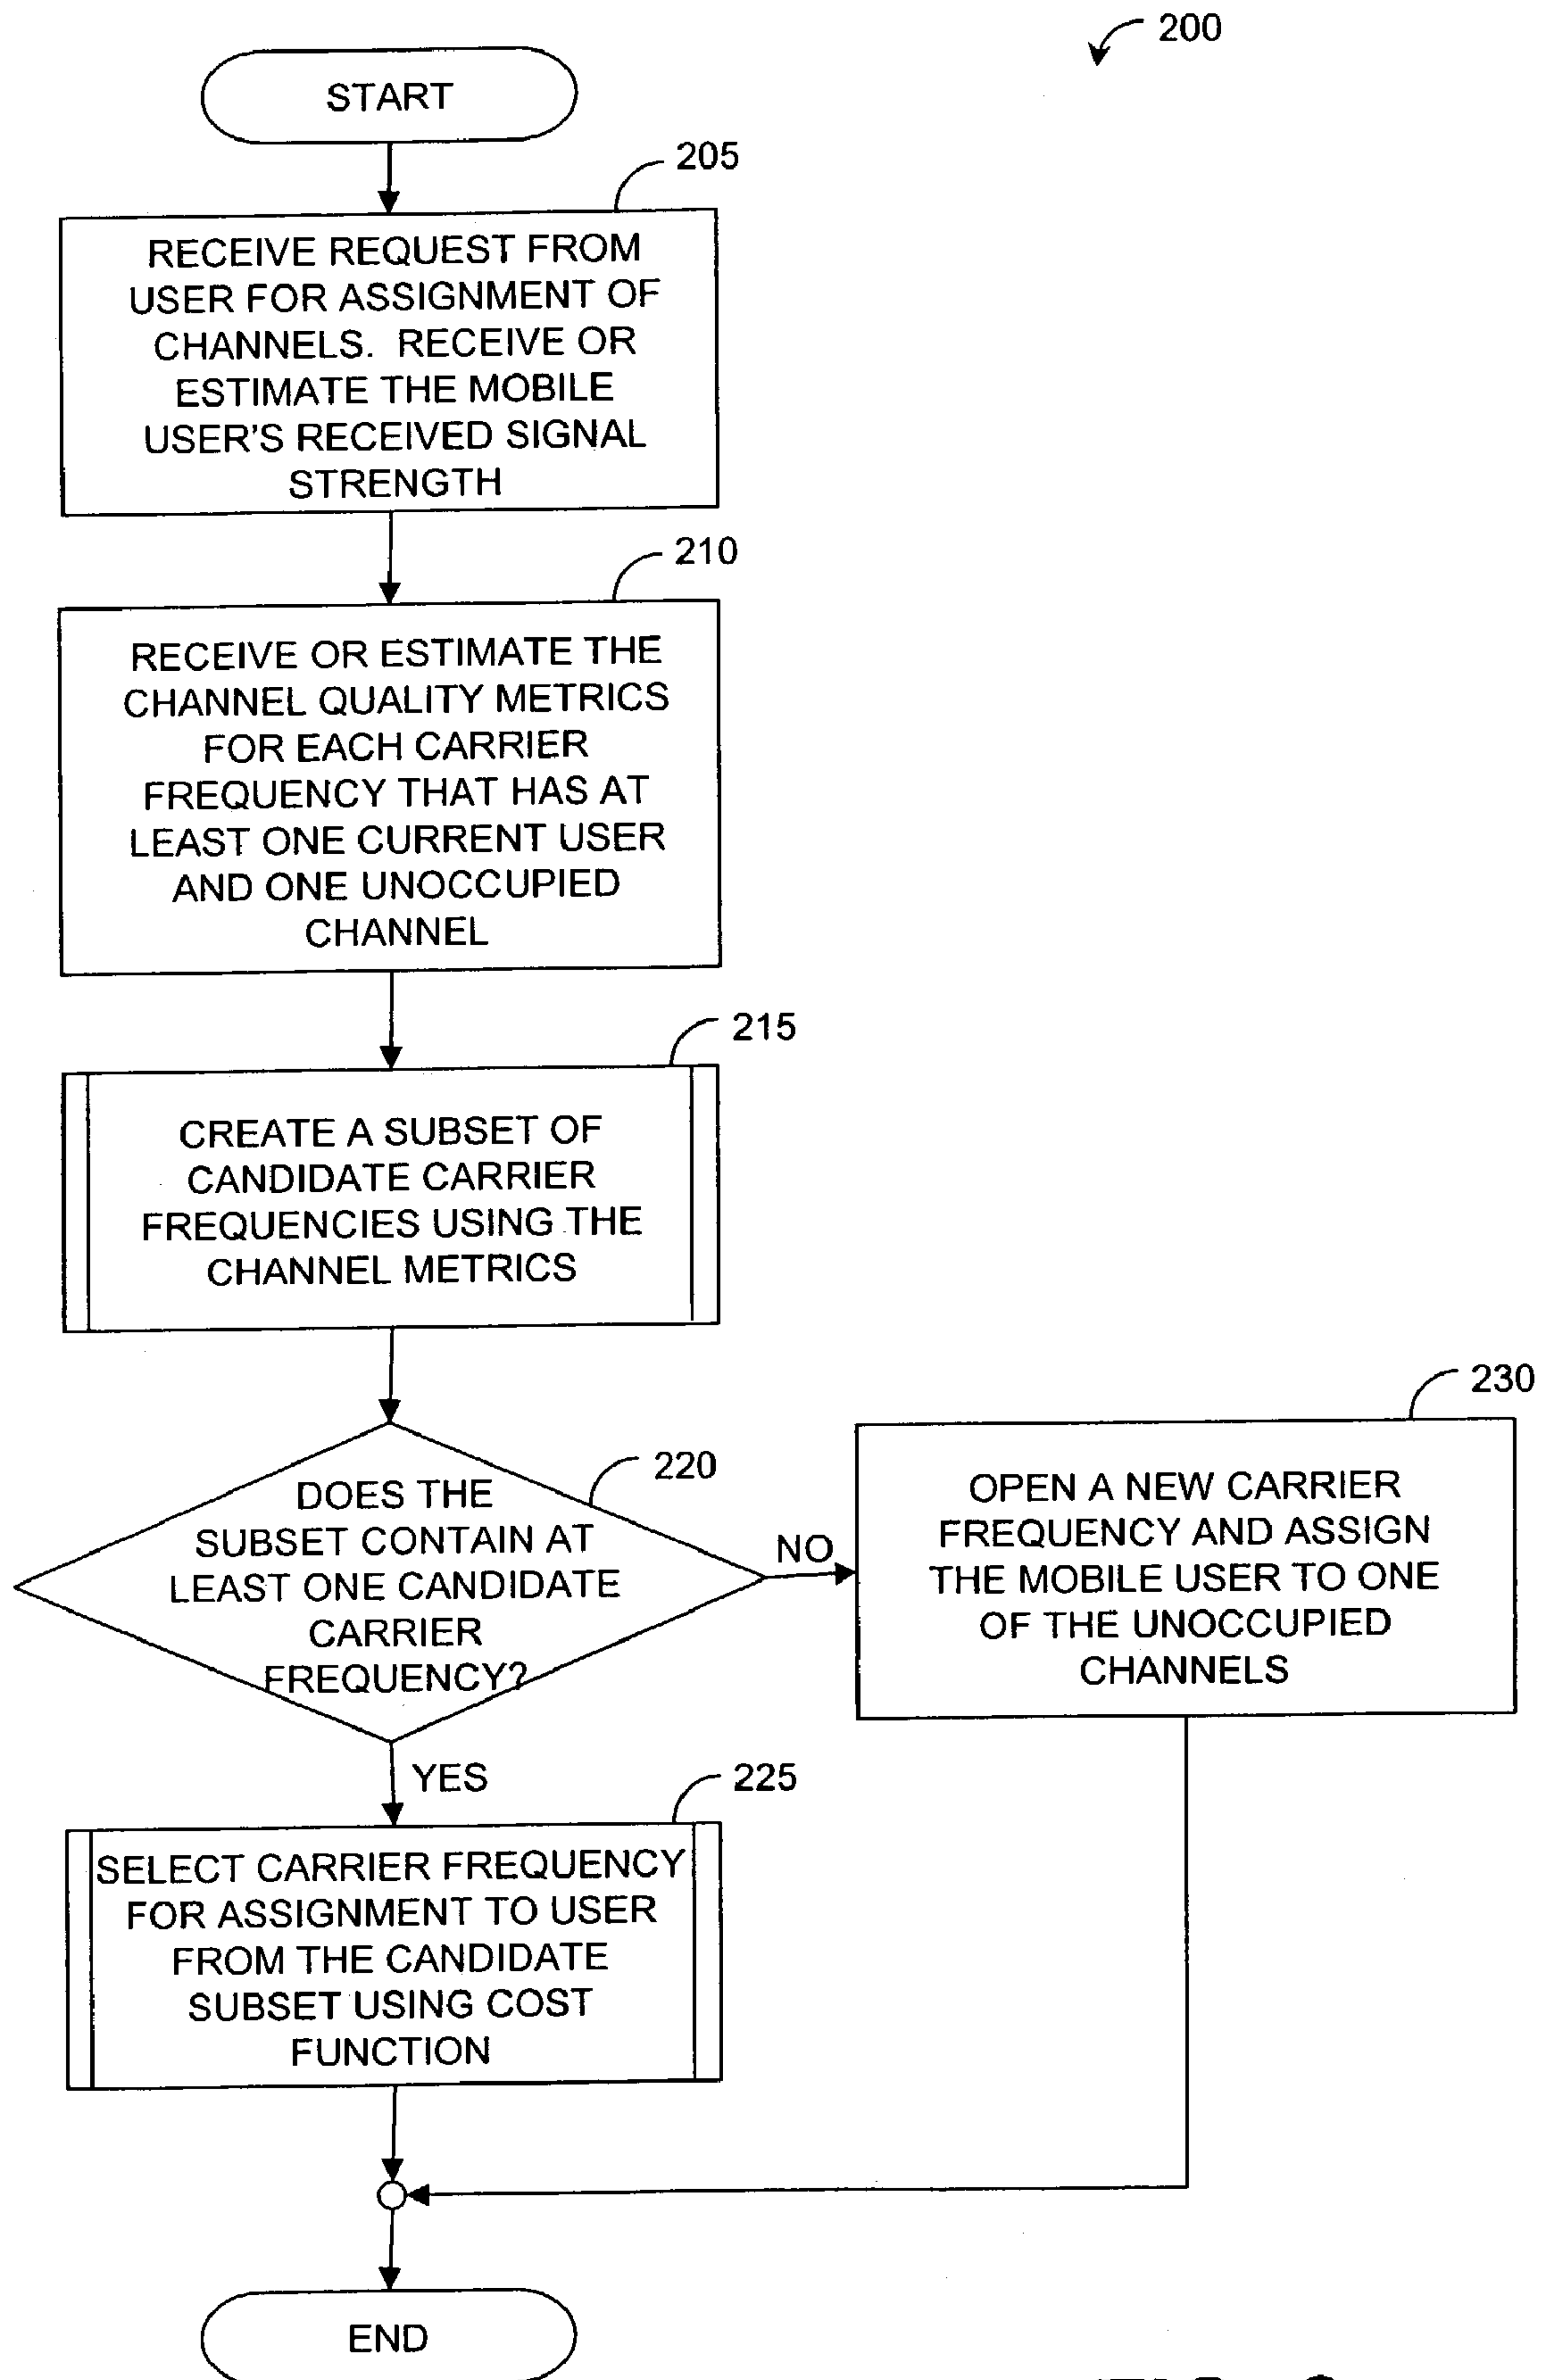 200
START
205
RECEIVE REQUEST FROM
USER FOR ASSIGNMENT OF
CHANNELS. RECEIVE OR
ESTIMATE THE MOBILE
USER'S RECEIVED SIGNAL
STRENGTH
210
RECEIVE OR ESTIMATE THE
CHANNEL QUALITY METRICS
FOR EACH CARRIER
FREQUENCY THAT HAS AT
LEAST ONE CURRENT USER
AND ONE UNOCCUPIED
CHANNEL
215
CREATE A SUBSET OF
CANDIDATE CARRIER
FREQUENCIES USING THE
CHANNEL METRICS
220
DOES THE
SUBSET CONTAIN AT
LEAST ONE CANDIDATE
CARRIER
FREQUENCY?
NO
230
OPEN A NEW CARRIER
FREQUENCY AND ASSIGN
THE MOBILE USER TO ONE
OF THE UNOCCUPIED
CHANNELS
YES
225
SELECT CARRIER FREQUENCY
FOR ASSIGNMENT TO USER
FROM THE CANDIDATE
SUBSET USING COST
FUNCTION
END